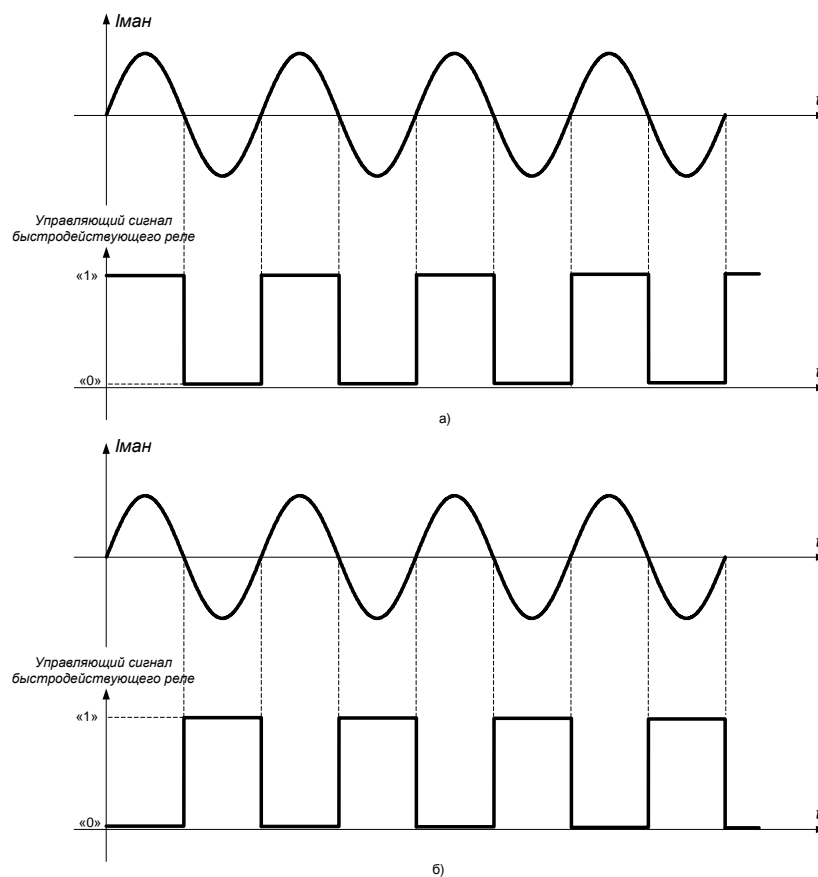 Iман
t
Управляющий сигнал
быстродействующего реле
«1»
«0»
t
а)
Iман
t
Управляющий сигнал
быстродействующего реле
«1»
«0»
t
б)